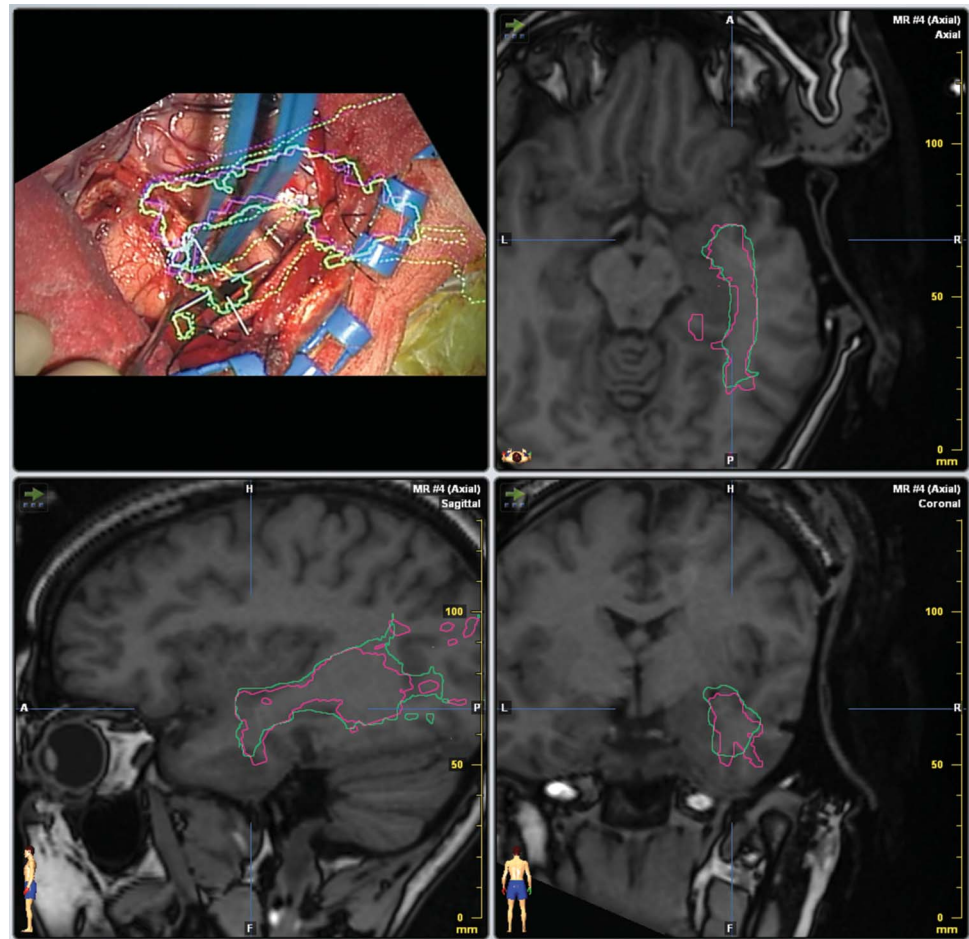 A
MR #4 (Axial)
Axial
100
L
R
50
P
0
mm
H
MR #4 (Axial)
Sagittal
100
A
P
50
F
0
mm
H
MR #4 (Axial)
Coronal
100
L
R
50
F
0
mm